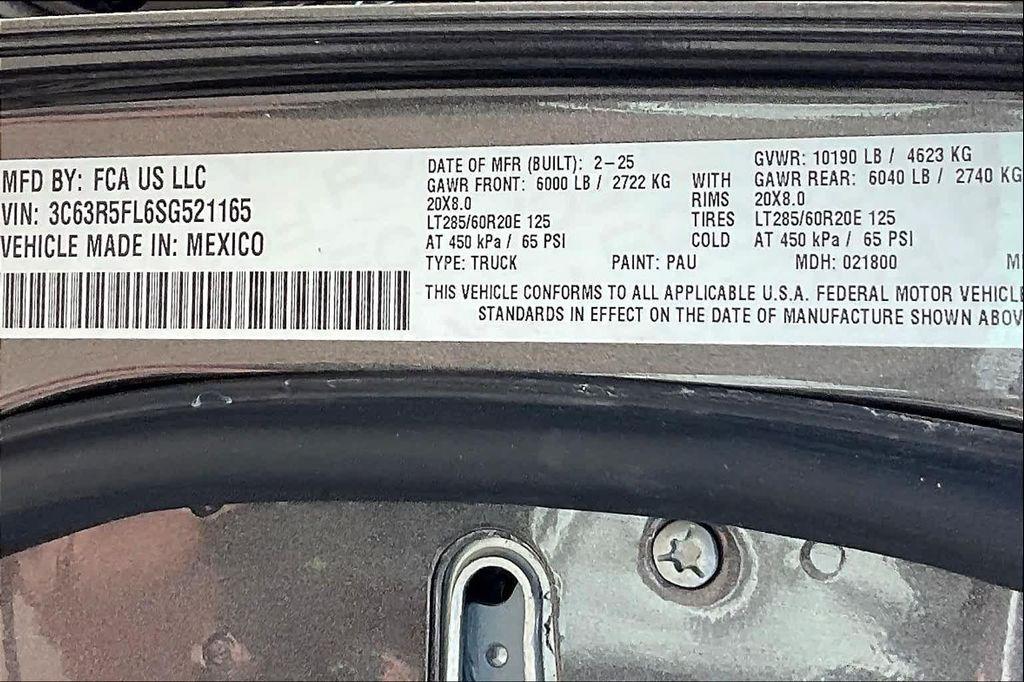 MFD BY: FCA US LLC
VIN: 3C63R5FL6SG521165
VEHICLE MADE IN: MEXICO
DATE OF MFR (BUILT): 2-25
GVWR: 10190 LB / 4623 KG
GAWR FRONT: 6000 LB / 2722 KG WITH GAWR REAR: 6040 LB / 2740 KG
20X8.0 RIMS 20X8.0
LT285/60R20E 125 TIRES LT285/60R20E 125
AT 450 kPa / 65 PSI COLD AT 450 kPa / 65 PSI
TYPE: TRUCK PAINT: PAU MDH: 021800
THIS VEHICLE CONFORMS TO ALL APPLICABLE U.S.A. FEDERAL MOTOR VEHICLE
STANDARDS IN EFFECT ON THE DATE OF MANUFACTURE SHOWN ABOV